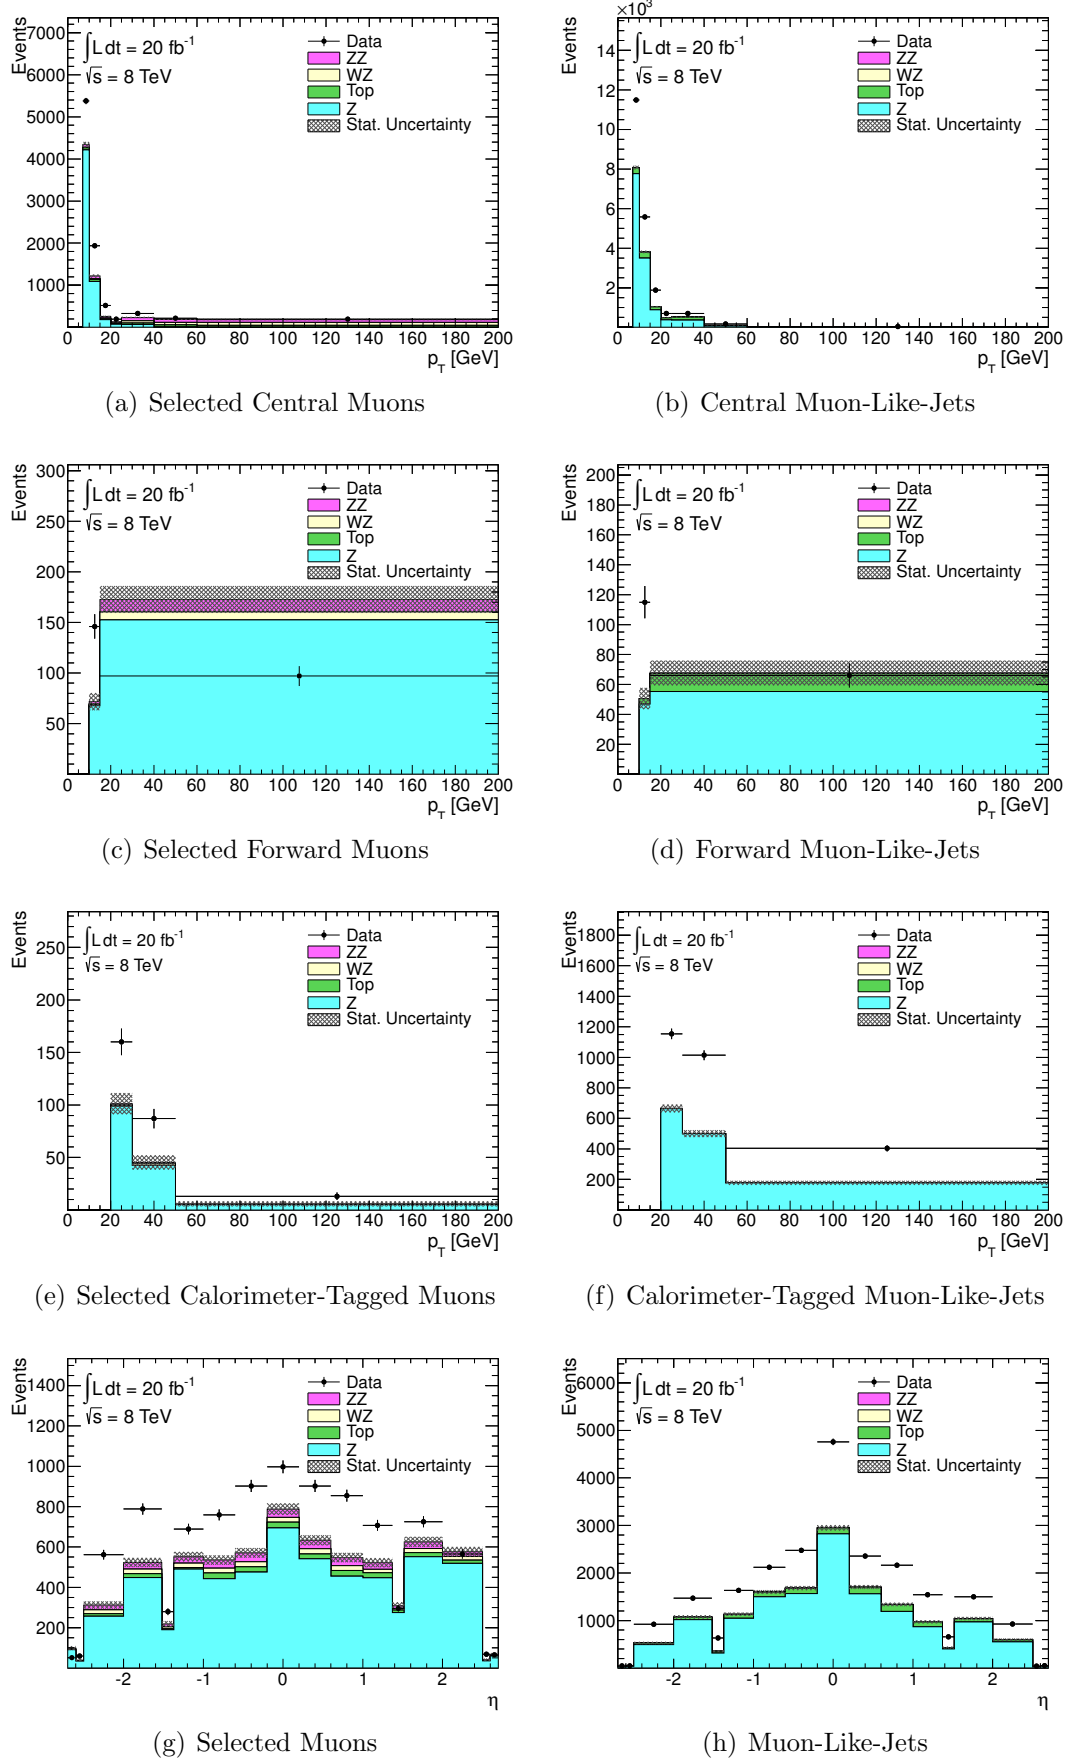 Events
7000
6000
5000
4000
3000
2000
1000
∫L dt = 20 fb⁻¹
√s = 8 TeV
Data
ZZ
WZ
Top
Z
Stat. Uncertainty
0 20 40 60 80 100 120 140 160 180 200
p_T [GeV]
(a) Selected Central Muons
×10³
Events
14
12
10
8
6
4
2
∫L dt = 20 fb⁻¹
√s = 8 TeV
Data
ZZ
WZ
Top
Z
Stat. Uncertainty
0 20 40 60 80 100 120 140 160 180 200
p_T [GeV]
(b) Central Muon-Like-Jets
Events
300
250
200
150
100
50
∫L dt = 20 fb⁻¹
√s = 8 TeV
Data
ZZ
WZ
Top
Z
Stat. Uncertainty
0 20 40 60 80 100 120 140 160 180 200
p_T [GeV]
(c) Selected Forward Muons
Events
200
180
160
140
120
100
80
60
40
20
∫L dt = 20 fb⁻¹
√s = 8 TeV
Data
ZZ
WZ
Top
Z
Stat. Uncertainty
0 20 40 60 80 100 120 140 160 180 200
p_T [GeV]
(d) Forward Muon-Like-Jets
Events
250
200
150
100
50
∫L dt = 20 fb⁻¹
√s = 8 TeV
Data
ZZ
WZ
Top
Z
Stat. Uncertainty
0 20 40 60 80 100 120 140 160 180 200
p_T [GeV]
(e) Selected Calorimeter-Tagged Muons
Events
1800
1600
1400
1200
1000
800
600
400
200
∫L dt = 20 fb⁻¹
√s = 8 TeV
Data
ZZ
WZ
Top
Z
Stat. Uncertainty
0 20 40 60 80 100 120 140 160 180 200
p_T [GeV]
(f) Calorimeter-Tagged Muon-Like-Jets
Events
1400
1200
1000
800
600
400
200
∫L dt = 20 fb⁻¹
√s = 8 TeV
Data
ZZ
WZ
Top
Z
Stat. Uncertainty
-2 -1 0 1 2
η
(g) Selected Muons
Events
6000
5000
4000
3000
2000
1000
∫L dt = 20 fb⁻¹
√s = 8 TeV
Data
ZZ
WZ
Top
Z
Stat. Uncertainty
-2 -1 0 1 2
η
(h) Muon-Like-Jets